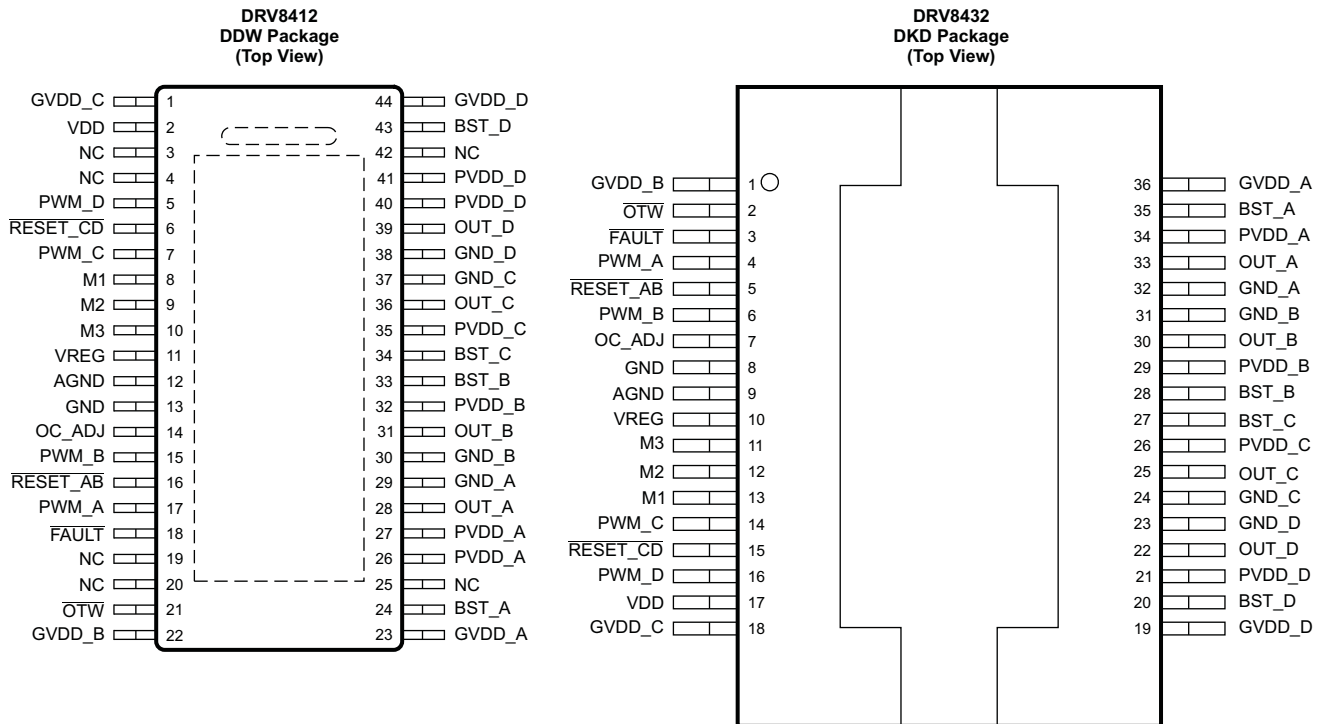 DRV8412
DDW Package
(Top View)
GVDD_C 1 44 GVDD_D
VDD 2 43 BST_D
NC 3 42 NC
NC 4 41 PVDD_D
PWM_D 5 40 PVDD_D
RESET_CD 6 39 OUT_D
PWM_C 7 38 GND_D
M1 8 37 GND_C
M2 9 36 OUT_C
M3 10 35 PVDD_C
VREG 11 34 BST_C
AGND 12 33 BST_B
GND 13 32 PVDD_B
OC_ADJ 14 31 OUT_B
PWM_B 15 30 GND_B
RESET_AB 16 29 GND_A
PWM_A 17 28 OUT_A
FAULT 18 27 PVDD_A
NC 19 26 PVDD_A
NC 20 25 NC
OTW 21 24 BST_A
GVDD_B 22 23 GVDD_A
DRV8432
DKD Package
(Top View)
GVDD_B 1 36 GVDD_A
OTW 2 35 BST_A
FAULT 3 34 PVDD_A
PWM_A 4 33 OUT_A
RESET_AB 5 32 GND_A
PWM_B 6 31 GND_B
OC_ADJ 7 30 OUT_B
GND 8 29 PVDD_B
AGND 9 28 BST_B
VREG 10 27 BST_C
M3 11 26 PVDD_C
M2 12 25 OUT_C
M1 13 24 GND_C
PWM_C 14 23 GND_D
RESET_CD 15 22 OUT_D
PWM_D 16 21 PVDD_D
VDD 17 20 BST_D
GVDD_C 18 19 GVDD_D